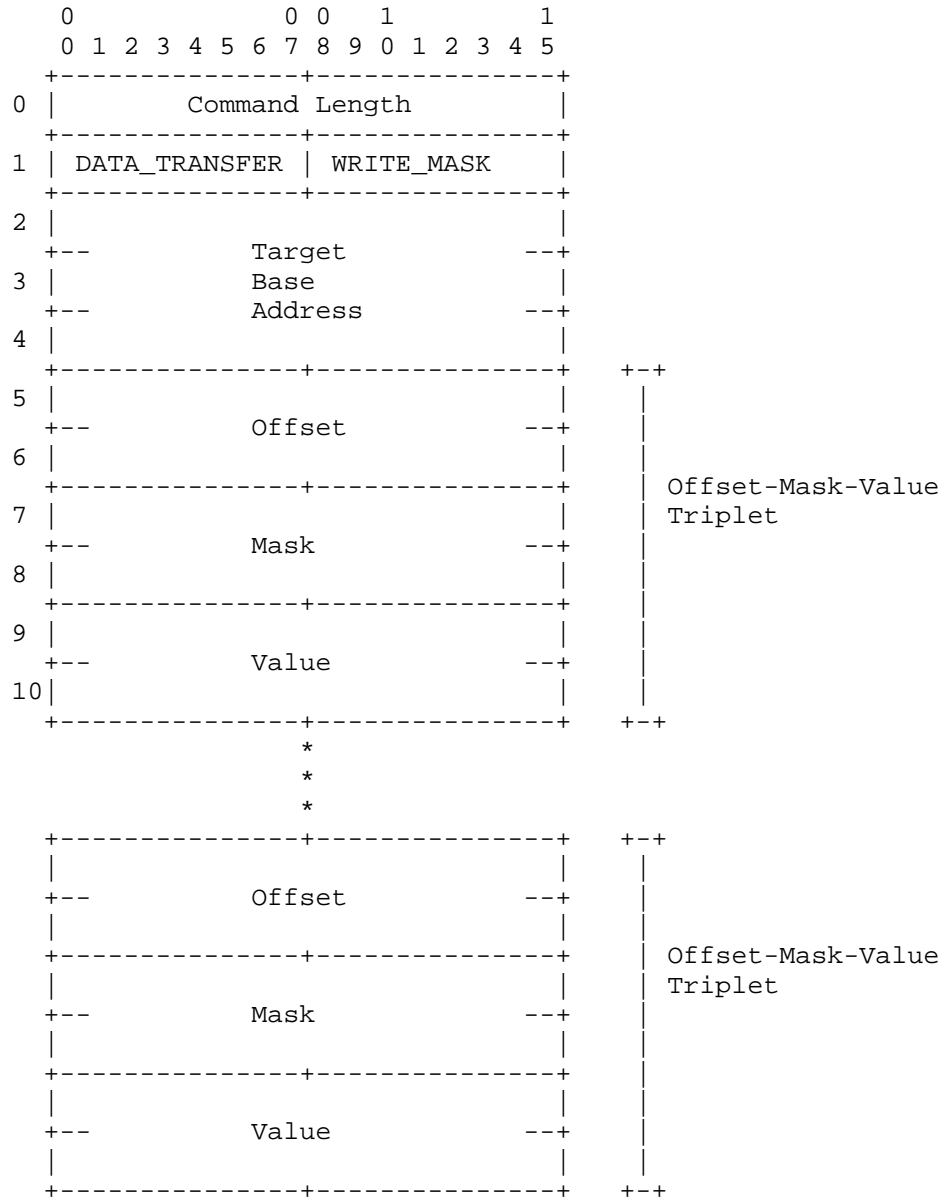 0 0 0 1 1
0 1 2 3 4 5 6 7 8 9 0 1 2 3 4 5
+---------------+---------------+
0 | Command Length |
+---------------+---------------+
1 | DATA_TRANSFER | WRITE_MASK |
+---------------+---------------+
2 | |
+-- Target --+
3 | Base |
+-- Address --+
4 | |
+---------------+---------------+ +-+
5 | | |
+-- Offset --+ |
6 | | |
+---------------+---------------+ | Offset-Mask-Value
7 | | | Triplet
+-- Mask --+ |
8 | | |
+---------------+---------------+ |
9 | | |
+-- Value --+ |
10| | |
+---------------+---------------+ +-+
*
*
*
+---------------+---------------+ +-+
| | |
+-- Offset --+ |
| | |
+---------------+---------------+ | Offset-Mask-Value
| | | Triplet
+-- Mask --+ |
| | |
+---------------+---------------+ |
| | |
+-- Value --+ |
| | |
+---------------+---------------+ +-+